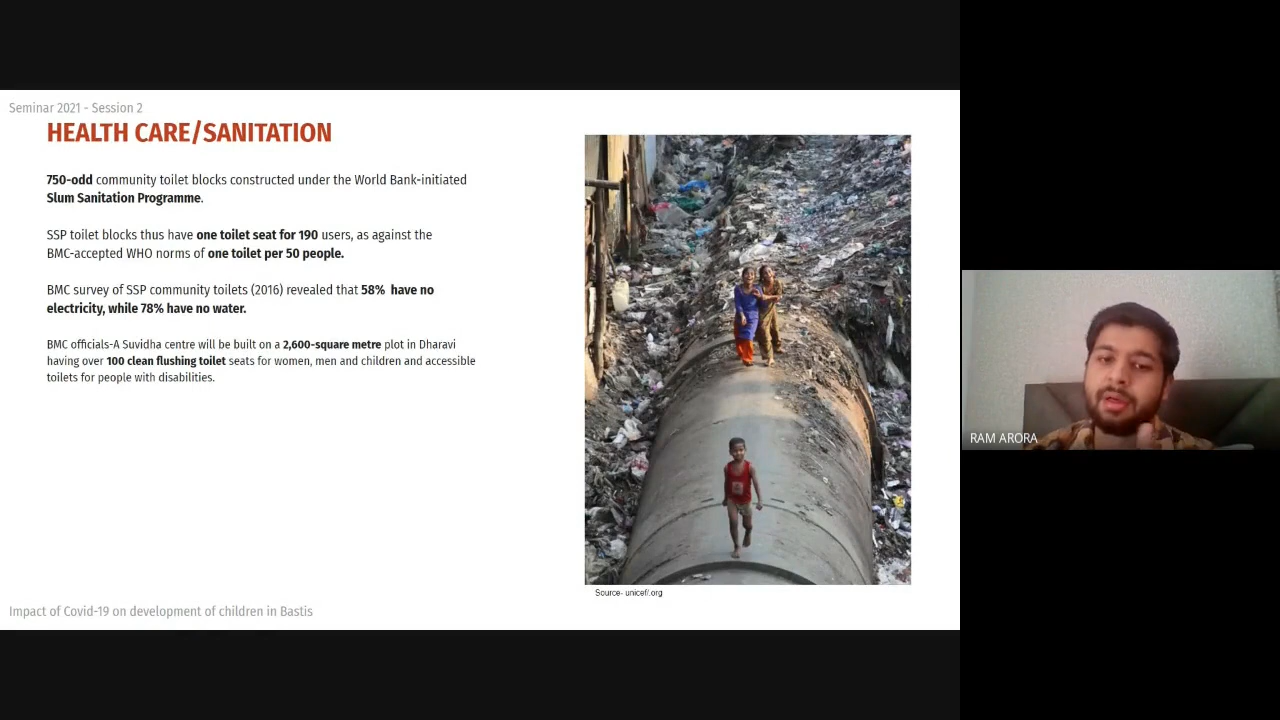 Seminar 2021 - Session 2
HEALTH CARE/SANITATION
750-odd community toilet blocks constructed under the World Bank-initiated
Slum Sanitation Programme.
SSP toilet blocks thus have one toilet seat for 190 users, as against the
BMC-accepted WHO norms of one toilet per 50 people.
BMC survey of SSP community toilets (2016) revealed that 58% have no
electricity, while 78% have no water.
BMC officials-A Suvidha centre will be built on a 2,600-square metre plot in Dharavi
having over 100 clean flushing toilet seats for women, men and children and accessible
toilets for people with disabilities.
Source- unicef/.org
Impact of Covid-19 on development of children in Bastis
RAM ARORA